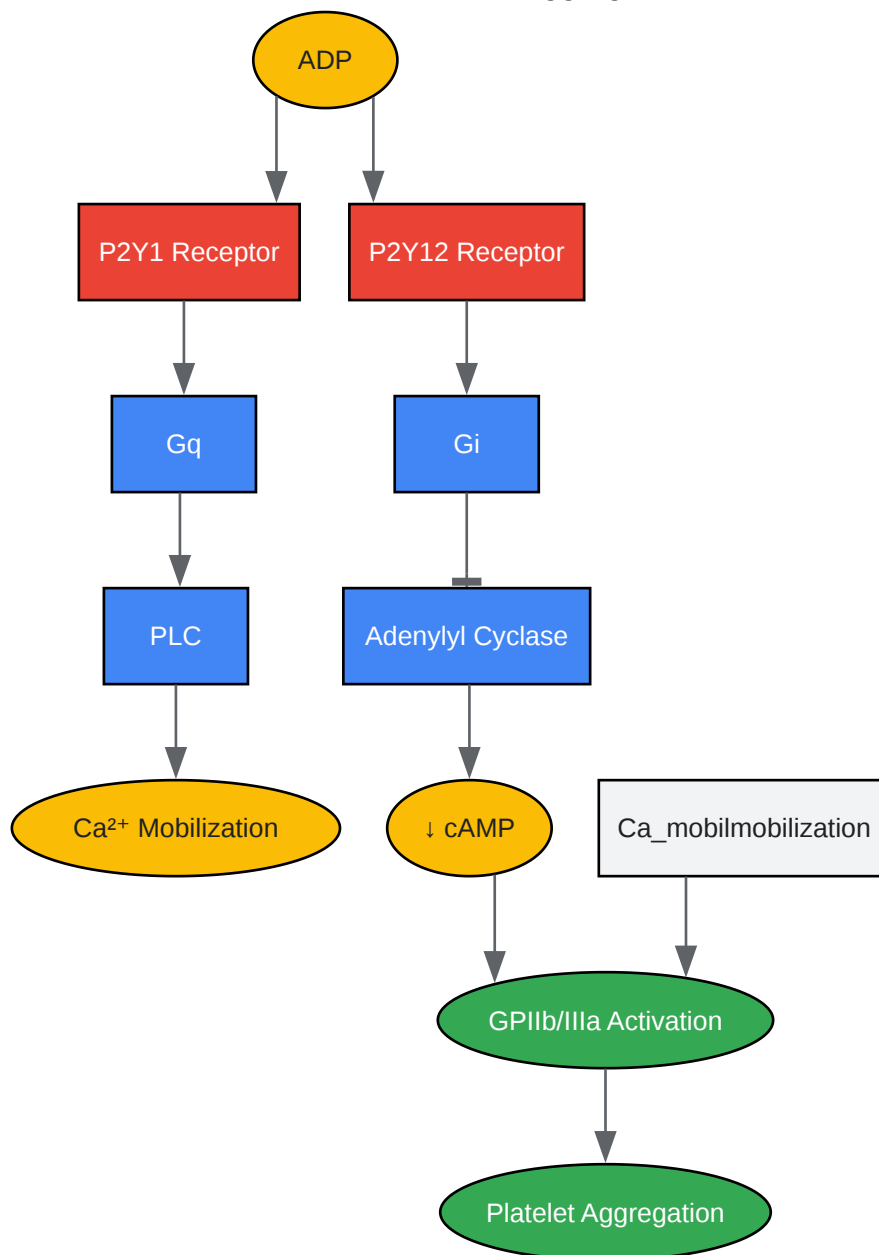 ADP
P2Y1 Receptor
P2Y12 Receptor
Gq
Gi
PLC
Adenylyl Cyclase
Ca²⁺ Mobilization
↓ cAMP
Ca_mobilmobilization
GPIIb/IIIa Activation
Platelet Aggregation